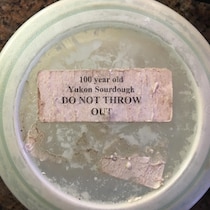 100 year old
Yukon Sourdough
DO NOT THROW
OUT